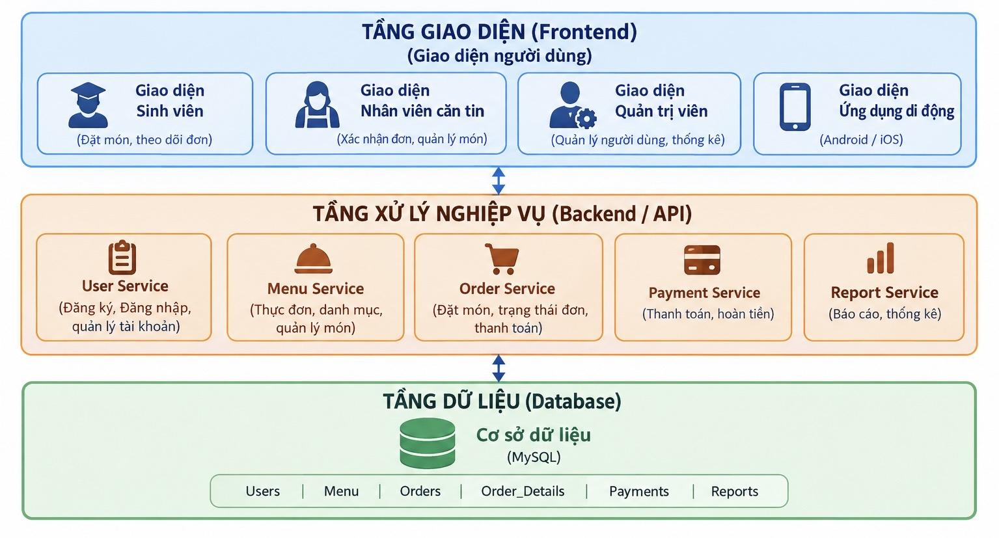 TẦNG GIAO DIỆN (Frontend)
(Giao diện người dùng)
Giao diện
Sinh viên
(Đặt món, theo dõi đơn)
Giao diện
Nhân viên căn tin
(Xác nhận đơn, quản lý món)
Giao diện
Quản trị viên
(Quản lý người dùng, thống kê)
Giao diện
Ứng dụng di động
(Android / iOS)
TẦNG XỬ LÝ NGHIỆP VỤ (Backend / API)
User Service
(Đăng ký, Đăng nhập,
quản lý tài khoản)
Menu Service
(Thực đơn, danh mục,
quản lý món)
Order Service
(Đặt món, trạng thái đơn,
thanh toán)
Payment Service
(Thanh toán, hoàn tiền)
Report Service
(Báo cáo, thống kê)
TẦNG DỮ LIỆU (Database)
Cơ sở dữ liệu
(MySQL)
Users | Menu | Orders | Order_Details | Payments | Reports